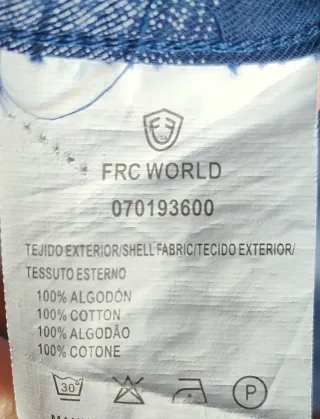 FRC WORLD
070193600
TEJIDO EXTERIOR/SHELL FABRIC/TECIDO EXTERIOR/
TESSUTO ESTERNO
100% ALGODÓN
100% COTTON
100% ALGODÃO
100% COTONE
30° P